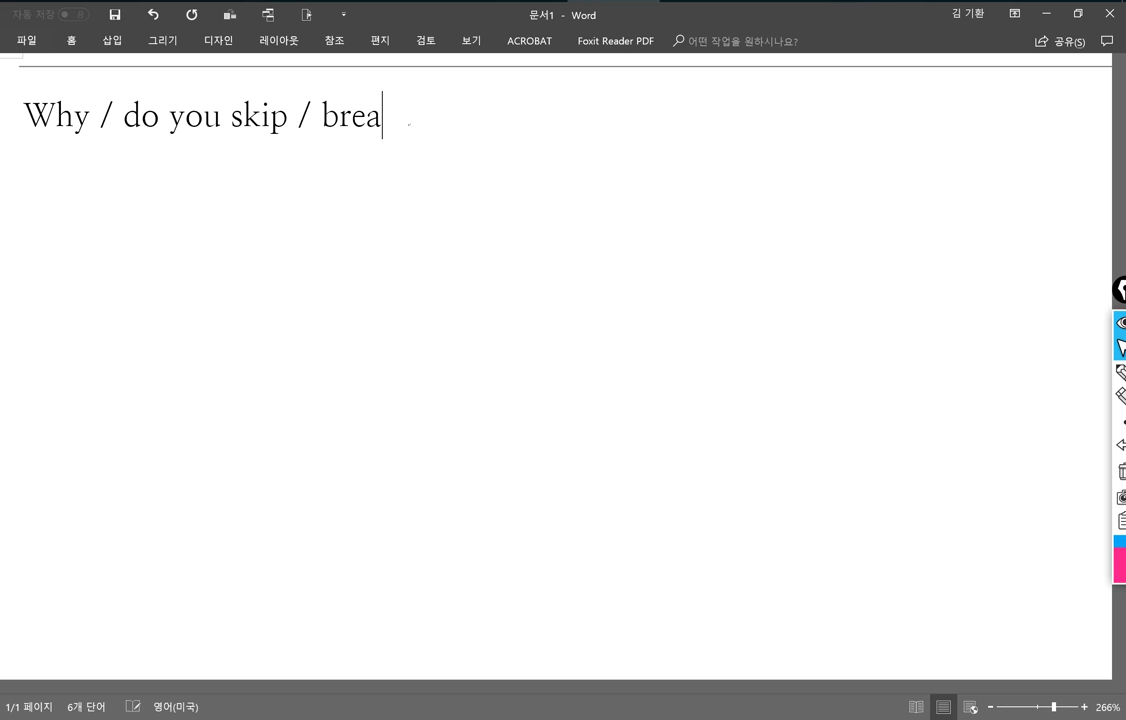 자동 저장
문서1 - Word
김 기환
파일 홈 삽입 그리기 디자인 레이아웃 참조 편지 검토 보기 ACROBAT Foxit Reader PDF 어떤 작업을 원하시나요? 공유(S)
Why / do you skip / brea
1/1 페이지 6개 단어 영어(미국) 266%